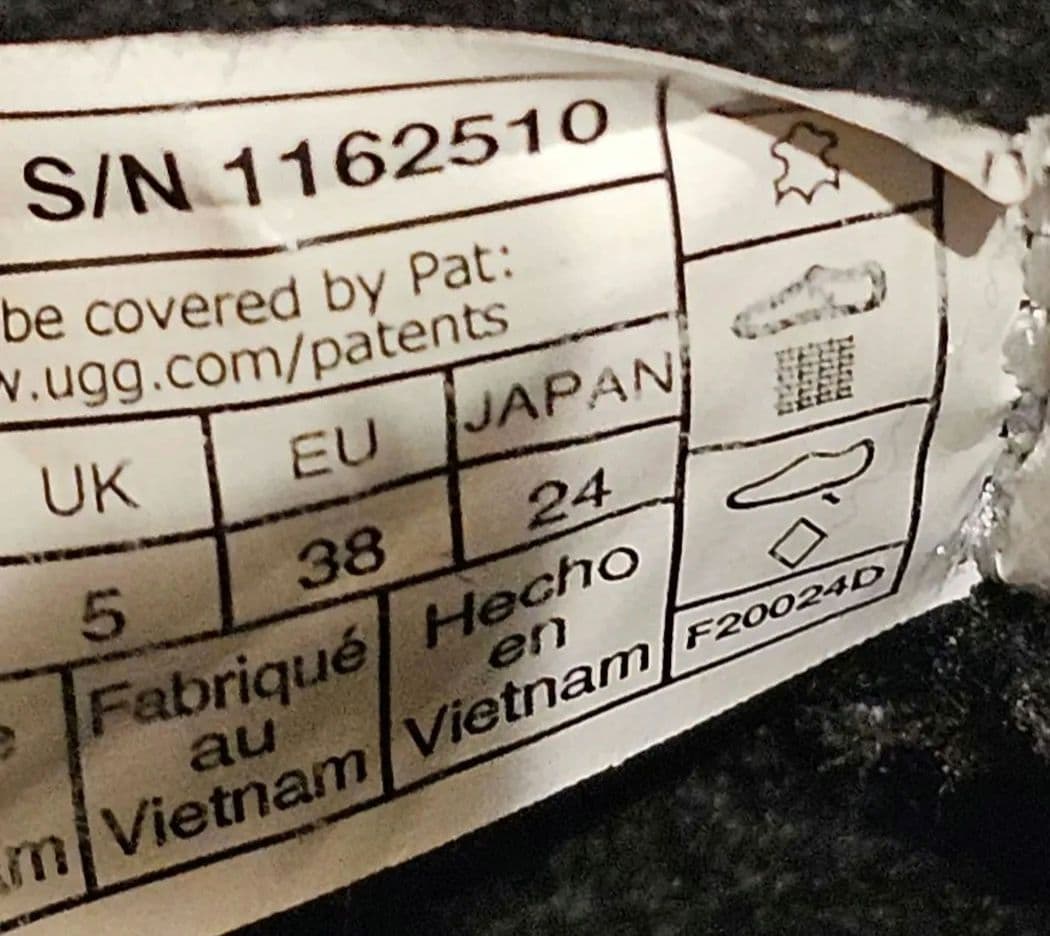 S/N 1162510
be covered by Pat:
.ugg.com/patents
UK EU JAPAN
5 38 24
Fabriqué
au
Vietnam
Hecho
en
Vietnam
F20024D